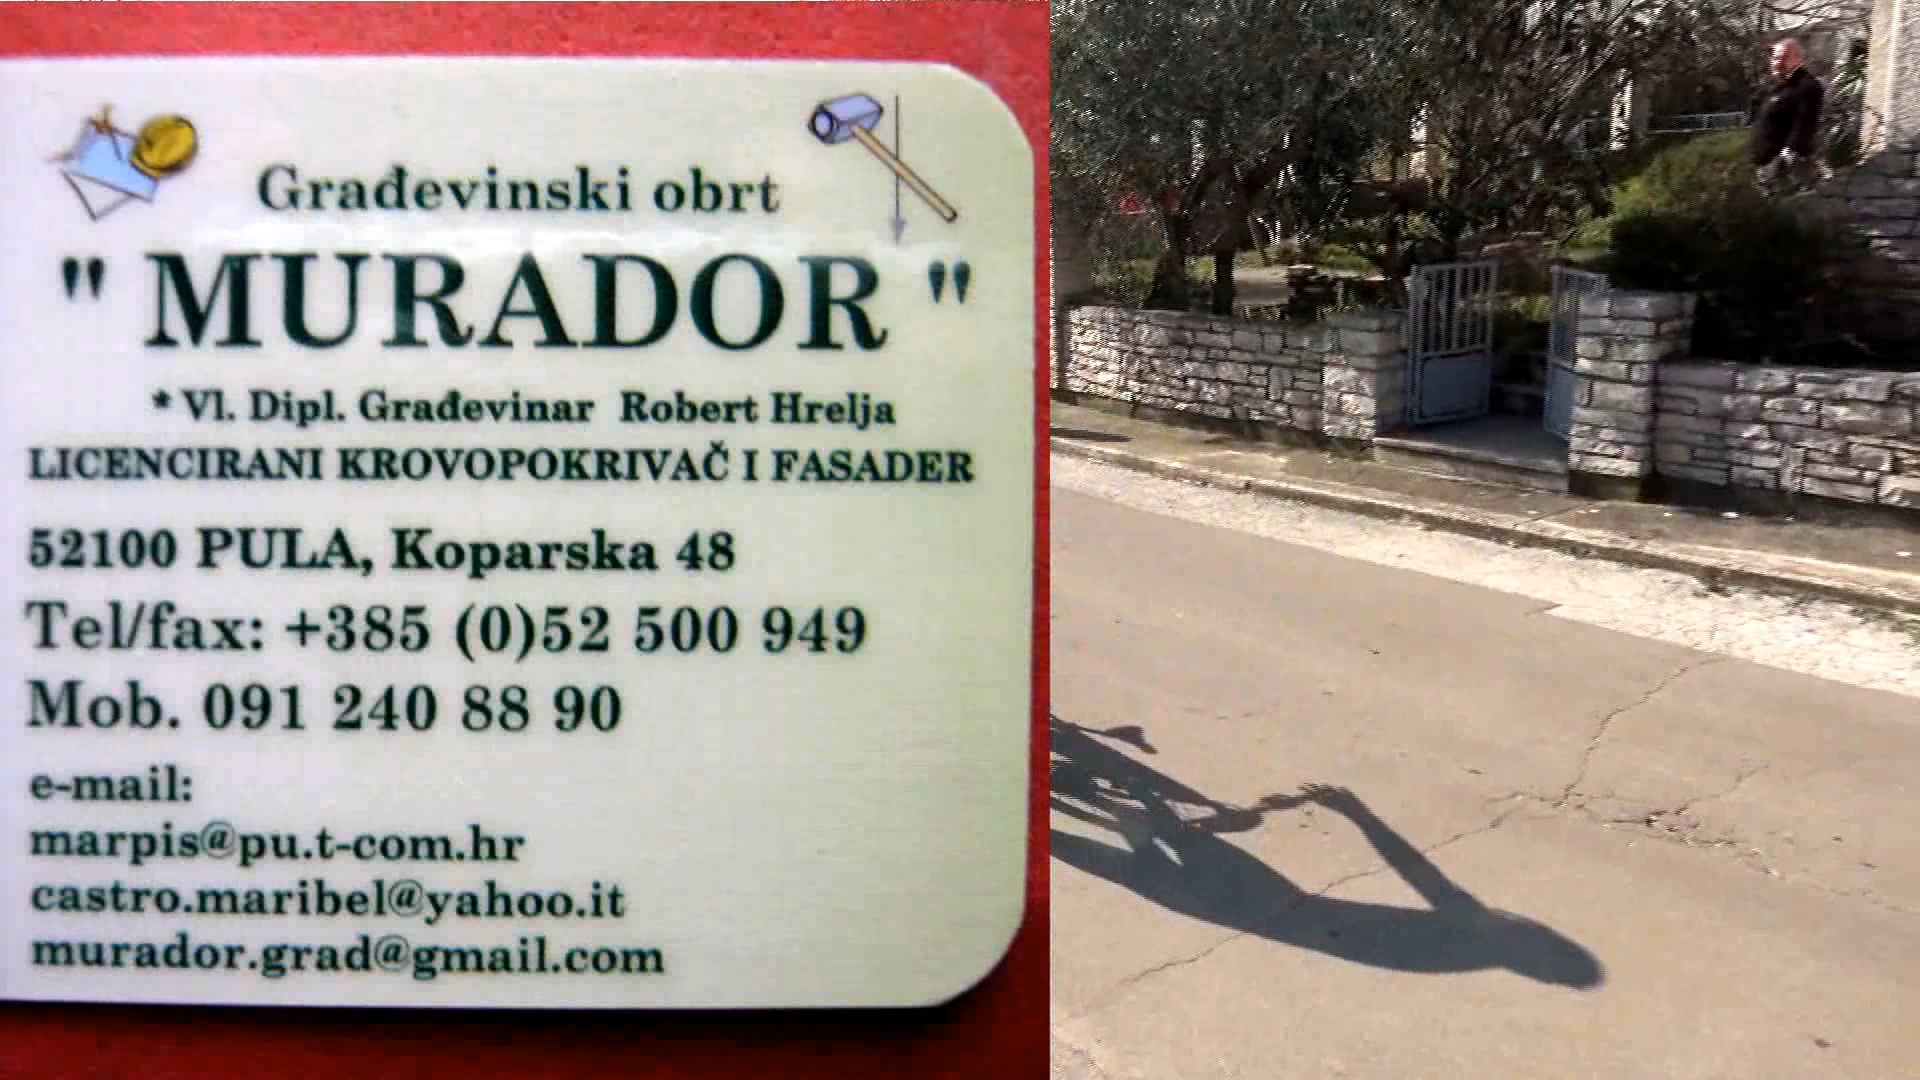 Građevinski obrt
" MURADOR "
* Vl. Dipl. Građevinar Robert Hrelja
LICENCIRANI KROVOPOKRIVAČ I FASADER
52100 PULA, Koparska 48
Tel/fax: +385 (0)52 500 949
Mob. 091 240 88 90
e-mail:
marpis@pu.t-com.hr
castro.maribel@yahoo.it
murador.grad@gmail.com